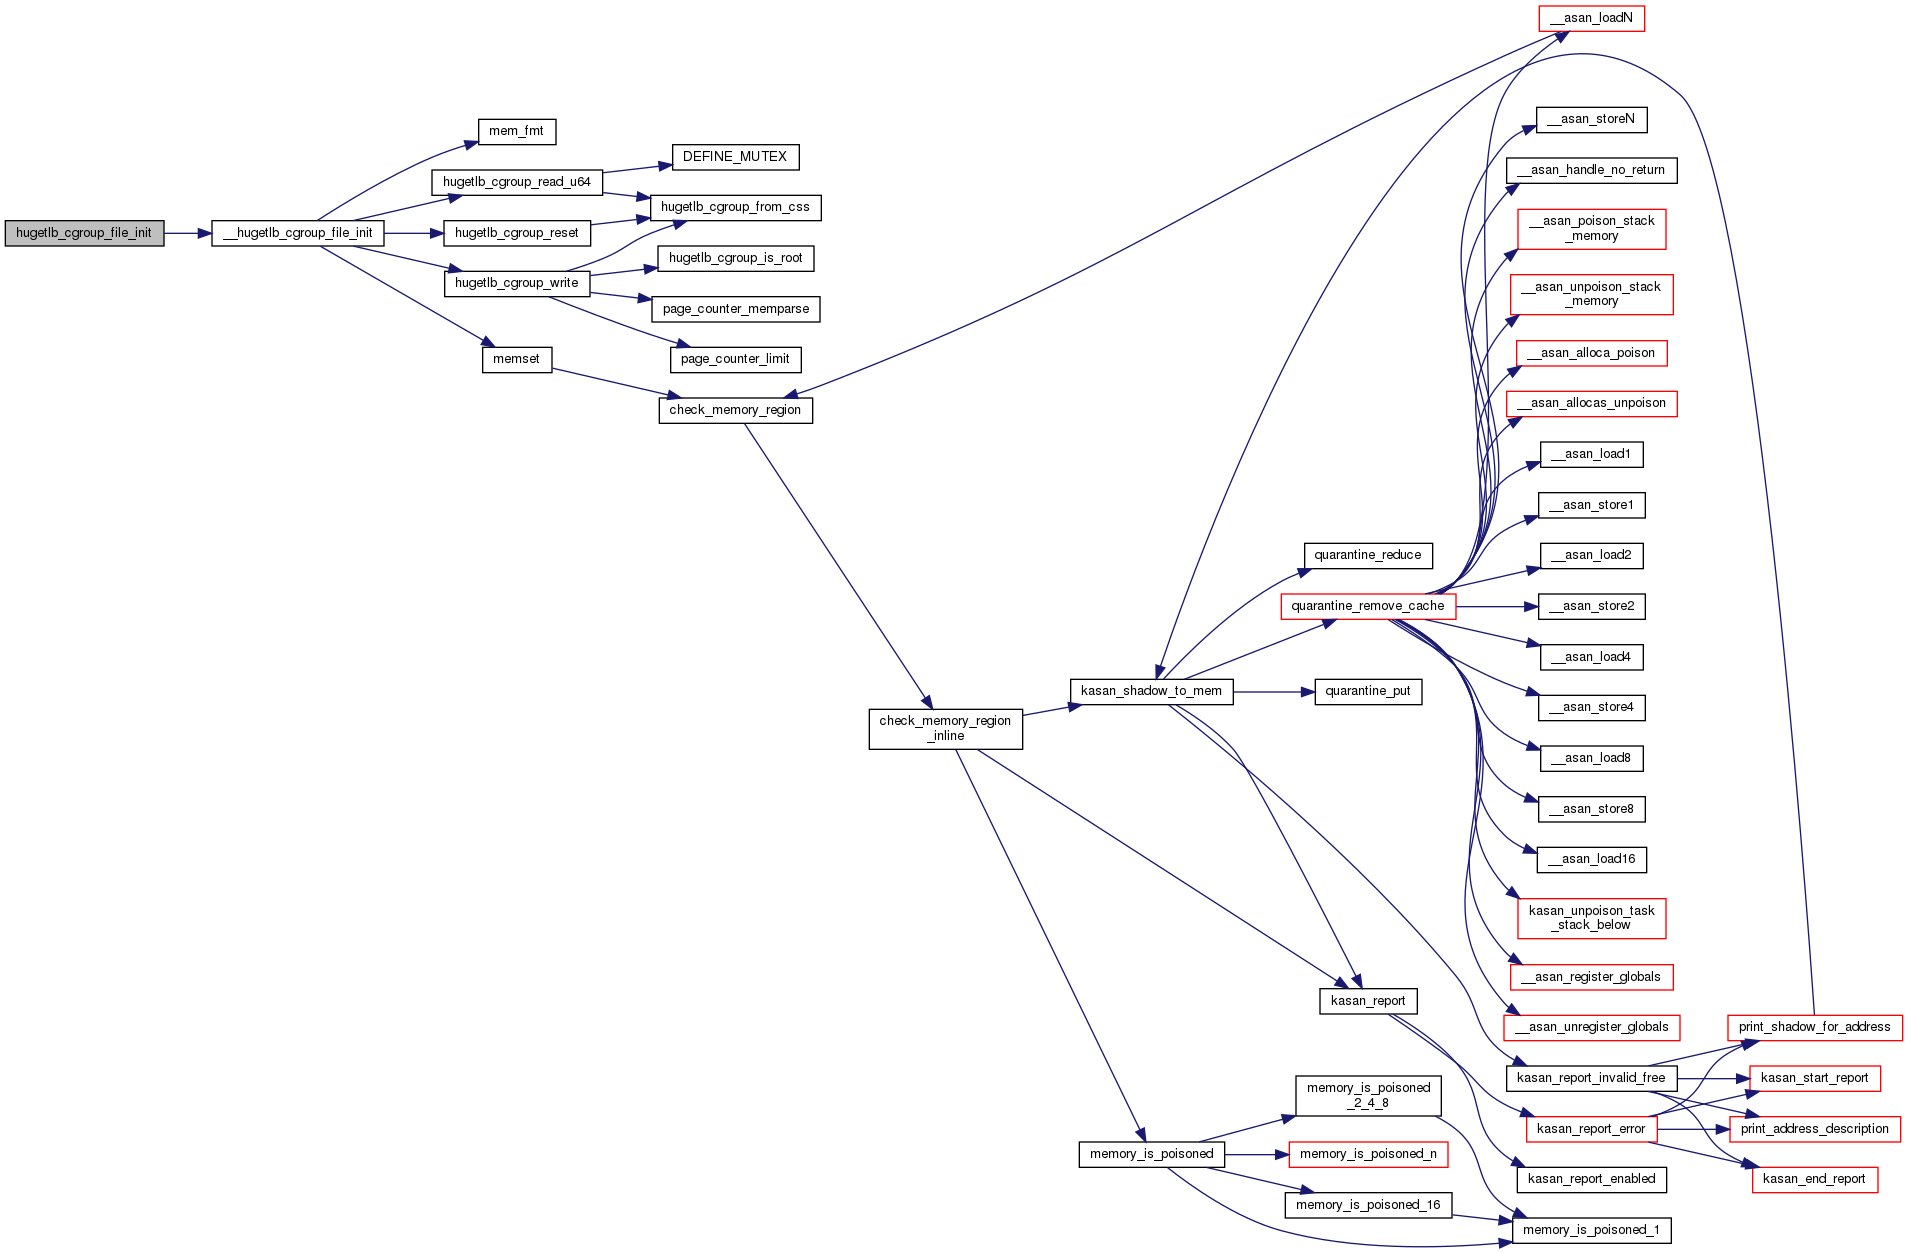 hugetlb_cgroup_file_init
__hugetlb_cgroup_file_init
mem_fmt
hugetlb_cgroup_read_u64
hugetlb_cgroup_reset
hugetlb_cgroup_write
memset
DEFINE_MUTEX
hugetlb_cgroup_from_css
hugetlb_cgroup_is_root
page_counter_memparse
page_counter_limit
check_memory_region
check_memory_region
_inline
kasan_shadow_to_mem
memory_is_poisoned
quarantine_reduce
quarantine_remove_cache
quarantine_put
kasan_report
memory_is_poisoned
_2_4_8
memory_is_poisoned_n
memory_is_poisoned_16
__asan_loadN
__asan_storeN
__asan_handle_no_return
__asan_poison_stack
_memory
__asan_unpoison_stack
_memory
__asan_alloca_poison
__asan_allocas_unpoison
__asan_load1
__asan_store1
__asan_load2
__asan_store2
__asan_load4
__asan_store4
__asan_load8
__asan_store8
__asan_load16
kasan_unpoison_task
_stack_below
__asan_register_globals
__asan_unregister_globals
kasan_report_invalid_free
kasan_report_error
kasan_report_enabled
memory_is_poisoned_1
print_shadow_for_address
kasan_start_report
print_address_description
kasan_end_report